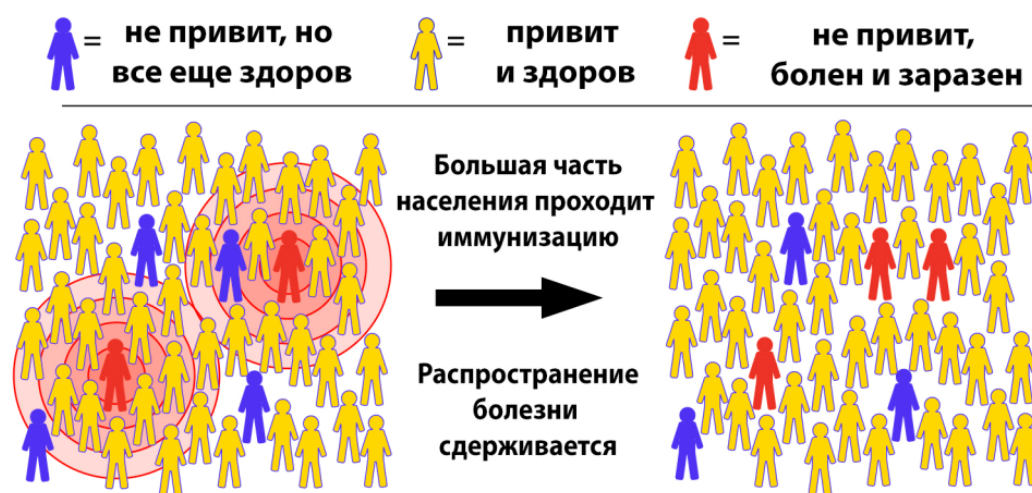 = не привит, но
все еще здоров
= привит
и здоров
= не привит,
болен и заразен
Большая часть
населения проходит
иммунизацию
Распространение
болезни
сдерживается